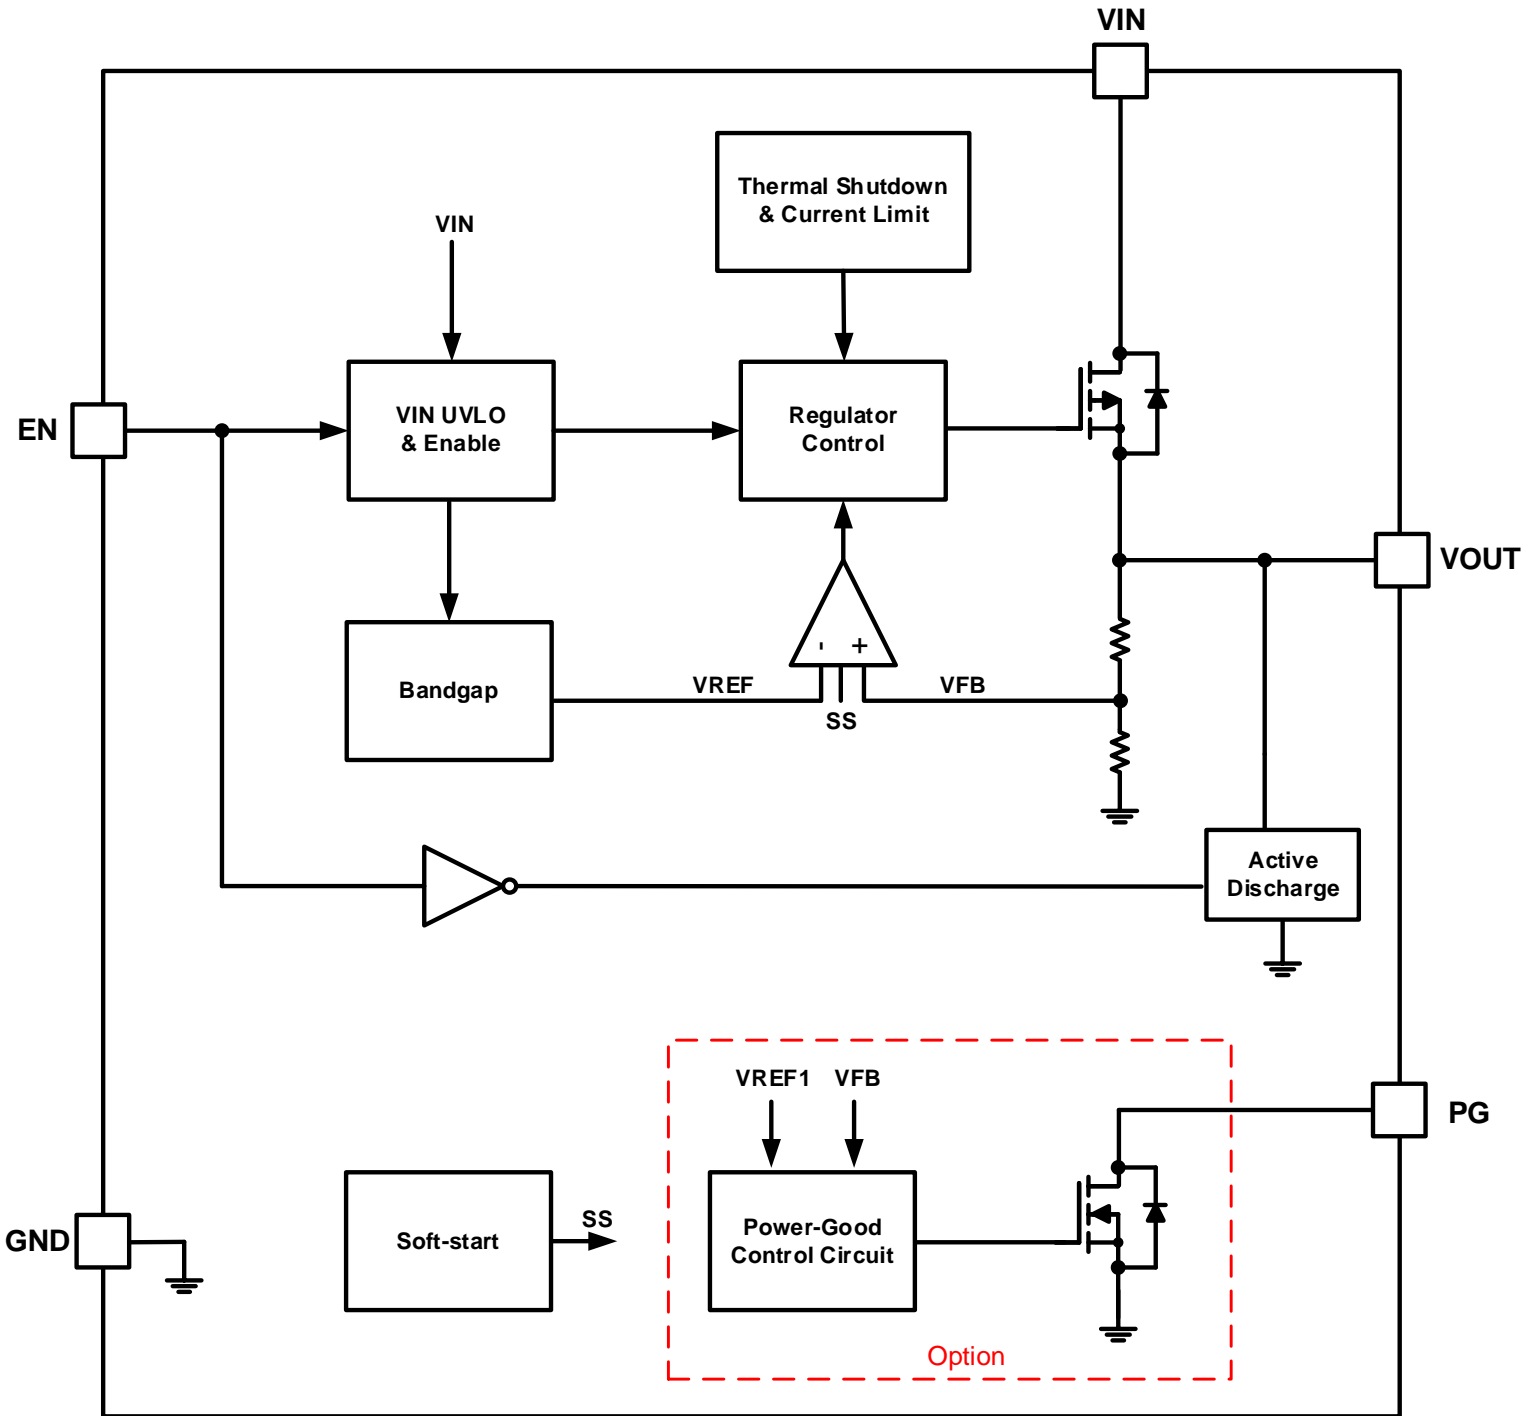 VIN
Thermal Shutdown
& Current Limit
VIN
EN
VIN UVLO
& Enable
Regulator
Control
VOUT
- +
Bandgap
VREF
SS
VFB
Active
Discharge
VREF1
VFB
PG
GND
Soft-start
SS
Power-Good
Control Circuit
Option